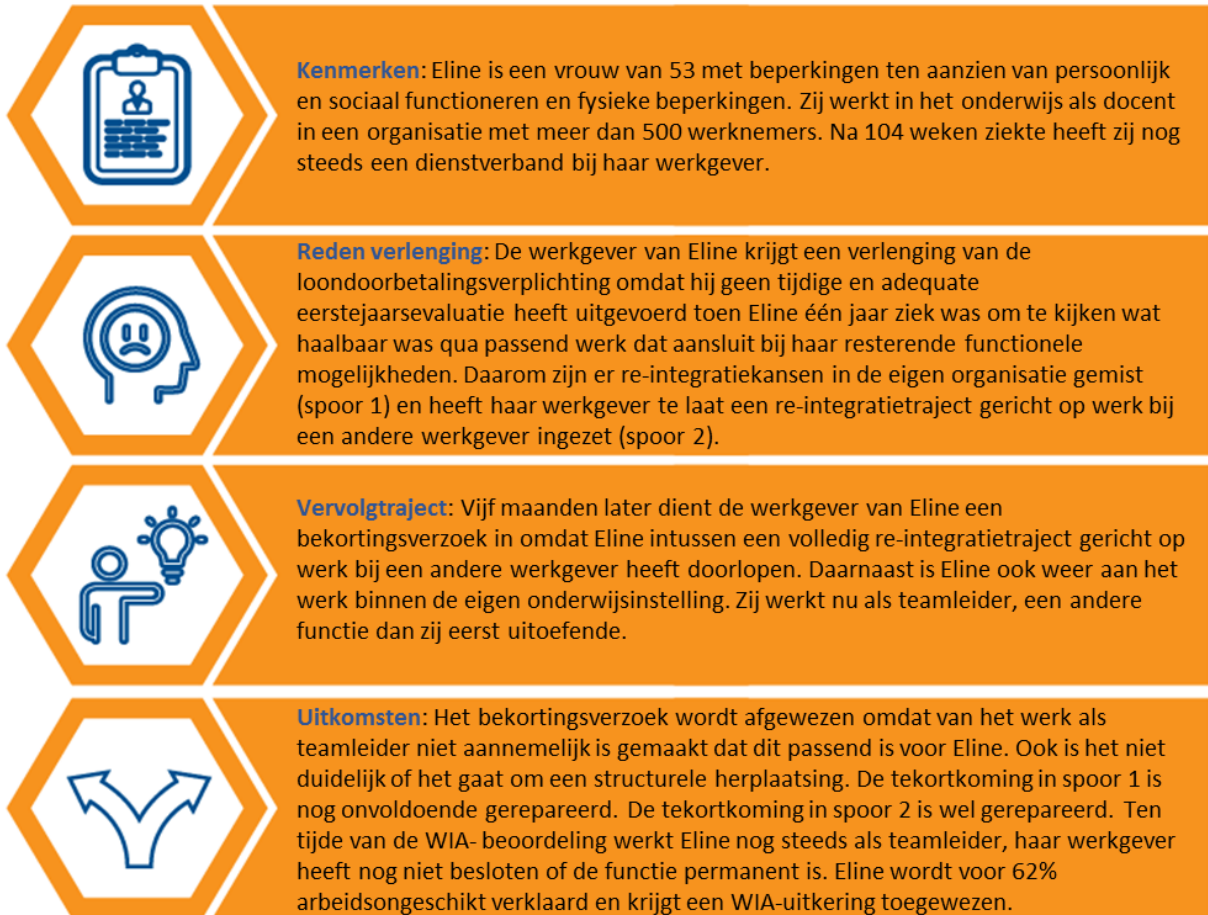 Kenmerken: Eline is een vrouw van 53 met beperkingen ten aanzien van persoonlijk
en sociaal functioneren en fysieke beperkingen. Zij werkt in het onderwijs als docent
in een organisatie met meer dan 500 werknemers. Na 104 weken ziekte heeft zij nog
steeds een dienstverband bij haar werkgever.
Reden verlenging: De werkgever van Eline krijgt een verlenging van de
loondoorbetalingsverplichting omdat hij geen tijdige en adequate
eerstejaarsevaluatie heeft uitgevoerd toen Eline één jaar ziek was om te kijken wat
haalbaar was qua passend werk dat aansluit bij haar resterende functionele
mogelijkheden. Daarom zijn er re-integratiekansen in de eigen organisatie gemist
(spoor 1) en heeft haar werkgever te laat een re-integratietraject gericht op werk bij
een andere werkgever ingezet (spoor 2).
Vervolgtraject: Vijf maanden later dient de werkgever van Eline een
bekortingsverzoek in omdat Eline intussen een volledig re-integratietraject gericht op
werk bij een andere werkgever heeft doorlopen. Daarnaast is Eline ook weer aan het
werk binnen de eigen onderwijsinstelling. Zij werkt nu als teamleider, een andere
functie dan zij eerst uitoefende.
Uitkomsten: Het bekortingsverzoek wordt afgewezen omdat van het werk als
teamleider niet aannemelijk is gemaakt dat dit passend is voor Eline. Ook is het niet
duidelijk of het gaat om een structurele herplaatsing. De tekortkoming in spoor 1 is
nog onvoldoende gerepareerd. De tekortkoming in spoor 2 is wel gerepareerd. Ten
tijde van de WIA- beoordeling werkt Eline nog steeds als teamleider, haar werkgever
heeft nog niet besloten of de functie permanent is. Eline wordt voor 62%
arbeidsongeschikt verklaard en krijgt een WIA-uitkering toegewezen.